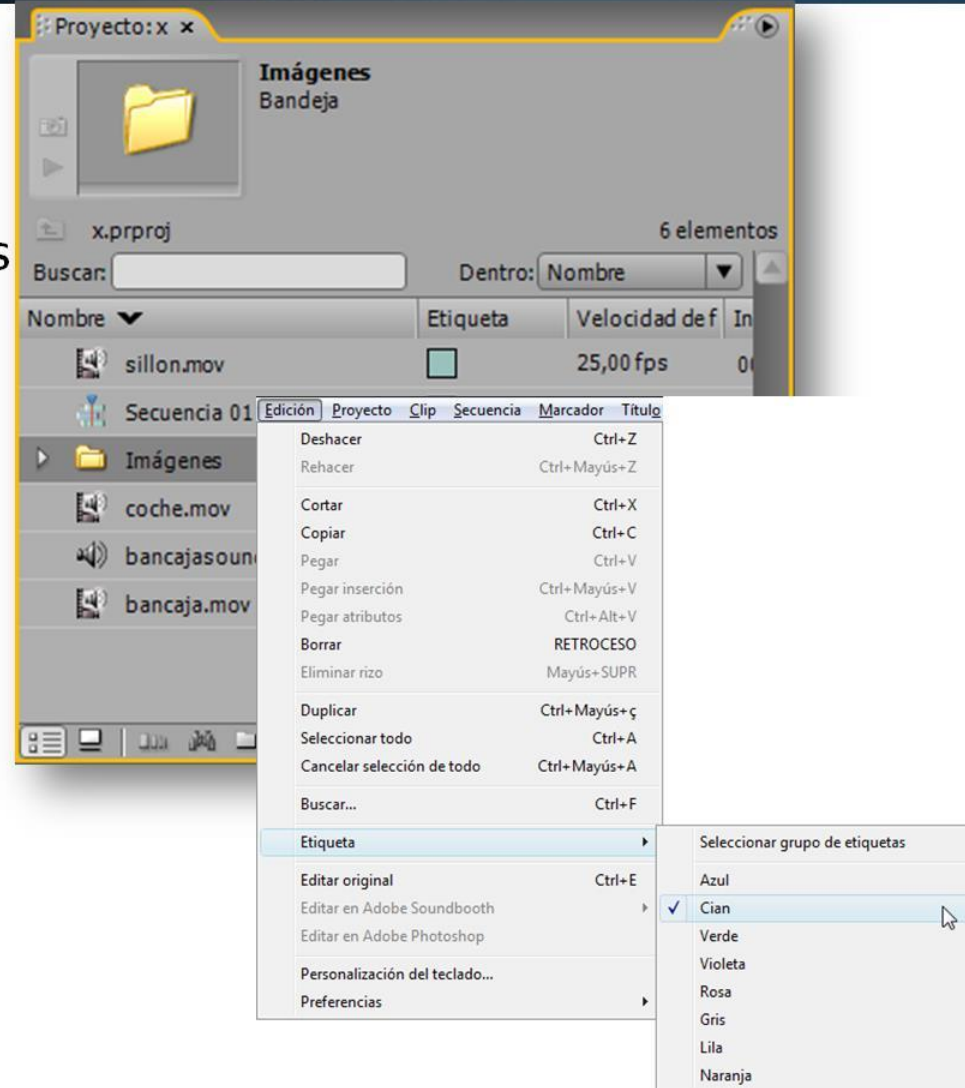 Proyecto: x ×
Imágenes
Bandeja
x.prproj 6 elementos
s
Buscar: Dentro: Nombre
Nombre Etiqueta Velocidad de f In
sillon.mov 25,00 fps
Secuencia 01
Imágenes
coche.mov
bancajasoun
bancaja.mov
Edición Proyecto Clip Secuencia Marcador Título
Deshacer Ctrl+Z
Rehacer Ctrl+Mayús+Z
Cortar Ctrl+X
Copiar Ctrl+C
Pegar Ctrl+V
Pegar inserción Ctrl+Mayús+V
Pegar atributos Ctrl+Alt+V
Borrar RETROCESO
Eliminar rizo Mayús+SUPR
Duplicar Ctrl+Mayús+ç
Seleccionar todo Ctrl+A
Cancelar selección de todo Ctrl+Mayús+A
Buscar... Ctrl+F
Etiqueta
Editar original Ctrl+E
Editar en Adobe Soundbooth
Editar en Adobe Photoshop
Personalización del teclado...
Preferencias
Seleccionar grupo de etiquetas
Azul
Cian
Verde
Violeta
Rosa
Gris
Lila
Naranja